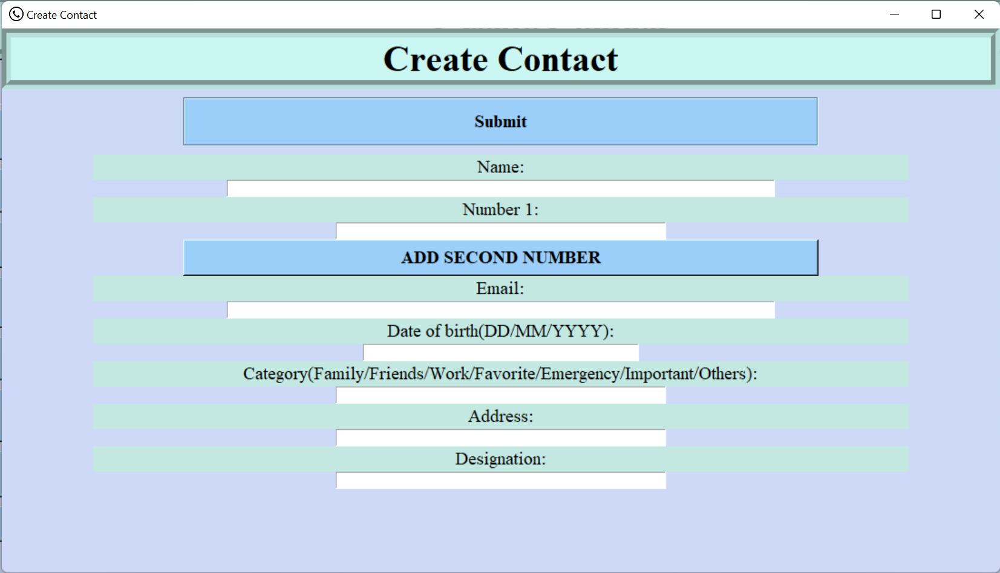 Create Contact
Create Contact
Submit
Name:
Number 1:
ADD SECOND NUMBER
Email:
Date of birth(DD/MM/YYYY):
Category(Family/Friends/Work/Favorite/Emergency/Important/Others):
Address:
Designation: